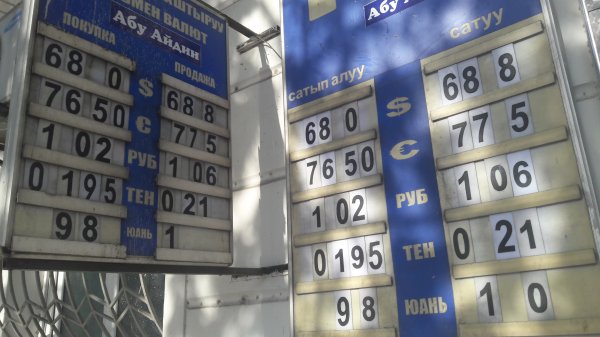 АШТЫРУУ
МЕН ВАЛЮТ
Абу Айдин
ПОКУПКА ПРОДАЖА
68 0 $ 68 8
76 50 € 77 5
1 02 РУБ 1 06
0 195 ТЕН 0 21
98 ЮАНЬ 1
Абу Ай
сатып алуу сатуу
68 0 $ 68 8
76 50 € 77 5
1 02 РУБ 1 06
0 195 ТЕН 0 21
98 ЮАНЬ 1 0